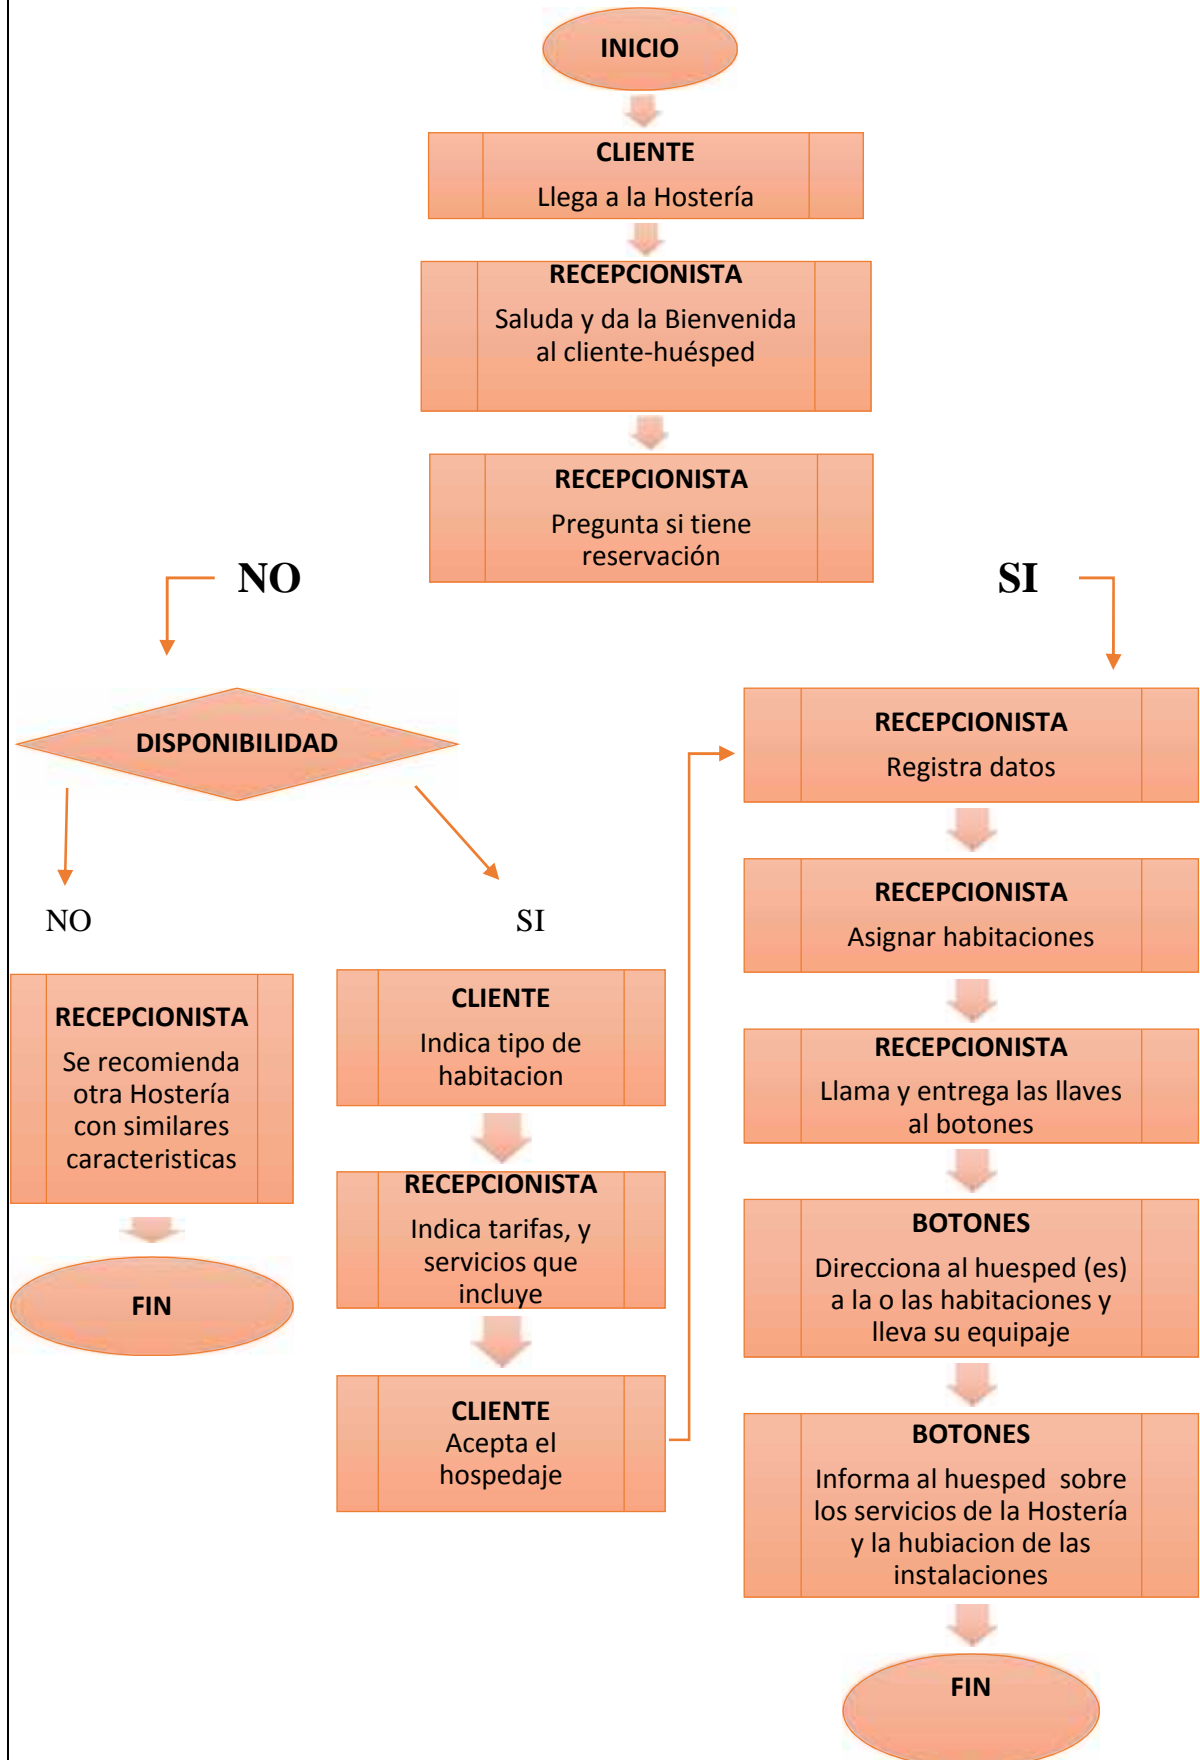 INICIO
CLIENTE
Llega a la Hostería
RECEPCIONISTA
Saluda y da la Bienvenida
al cliente-huésped
RECEPCIONISTA
Pregunta si tiene
reservación
NO
SI
DISPONIBILIDAD
NO
SI
RECEPCIONISTA
Se recomienda
otra Hostería
con similares
caracteristicas
FIN
CLIENTE
Indica tipo de
habitacion
RECEPCIONISTA
Indica tarifas, y
servicios que
incluye
CLIENTE
Acepta el
hospedaje
RECEPCIONISTA
Registra datos
RECEPCIONISTA
Asignar habitaciones
RECEPCIONISTA
Llama y entrega las llaves
al botones
BOTONES
Direcciona al huesped (es)
a la o las habitaciones y
lleva su equipaje
BOTONES
Informa al huesped sobre
los servicios de la Hostería
y la hubiacion de las
instalaciones
FIN